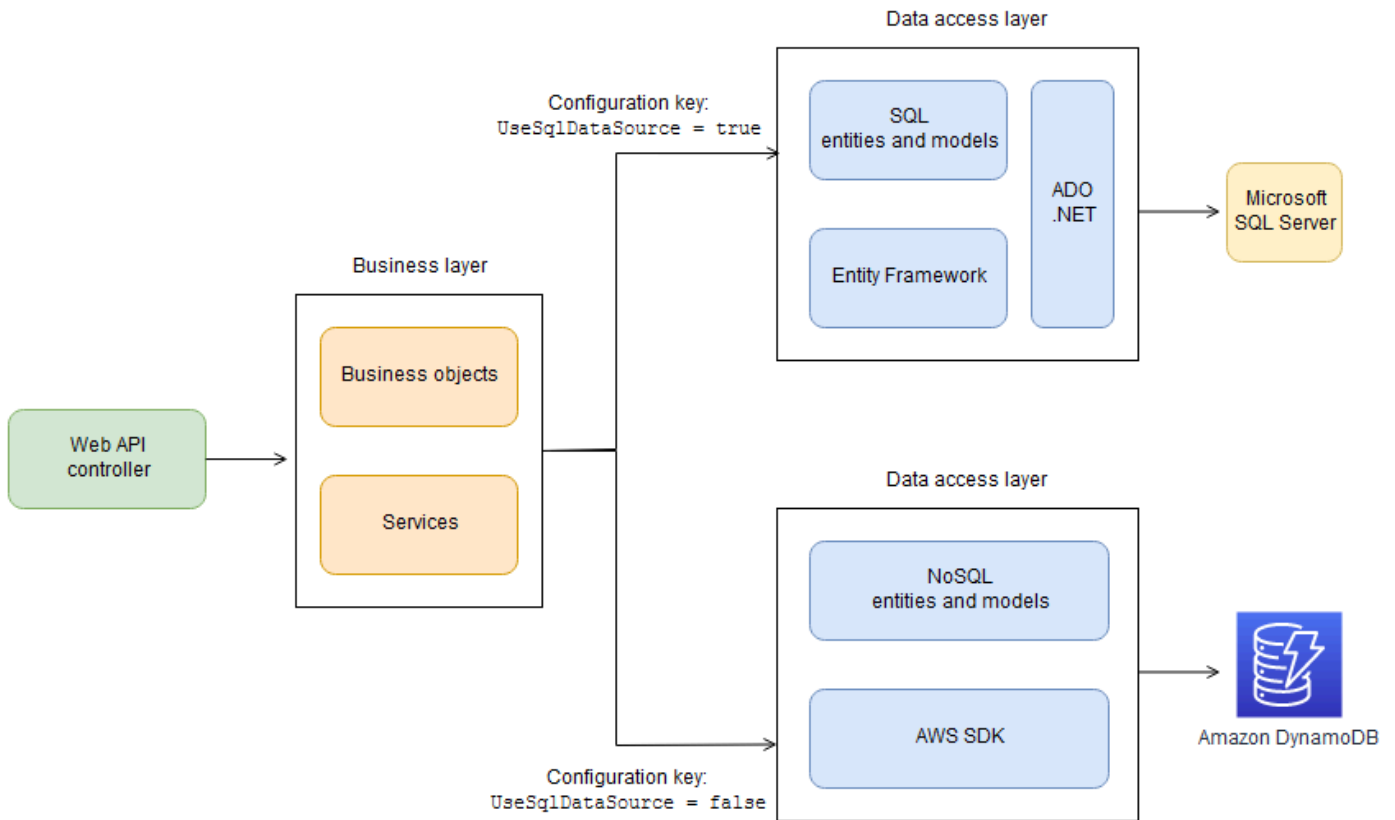 Data access layer
Configuration key:
UseSqlDataSource = true
SQL
entities and models
ADO
.NET
Entity Framework
Microsoft
SQL Server
Business layer
Business objects
Services
Web API
controller
Data access layer
NoSQL
entities and models
AWS SDK
Amazon DynamoDB
Configuration key:
UseSqlDataSource = false